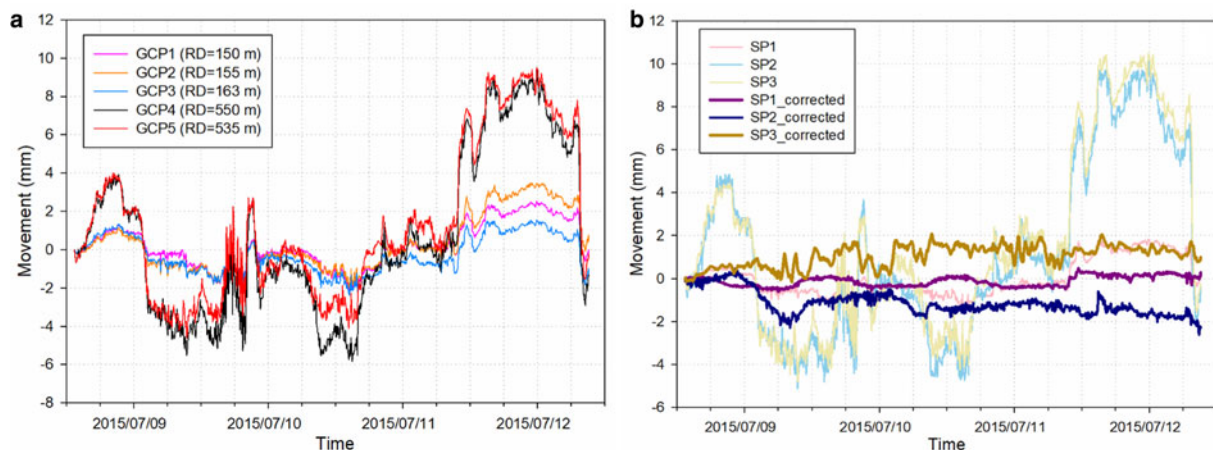 a
12
10
8
6
4
2
0
-2
-4
-6
-8
Movement (mm)
GCP1 (RD=150 m)
GCP2 (RD=155 m)
GCP3 (RD=163 m)
GCP4 (RD=550 m)
GCP5 (RD=535 m)
2015/07/09
2015/07/10
2015/07/11
2015/07/12
Time
b
12
10
8
6
4
2
0
-2
-4
-6
Movement (mm)
SP1
SP2
SP3
SP1_corrected
SP2_corrected
SP3_corrected
2015/07/09
2015/07/10
2015/07/11
2015/07/12
Time